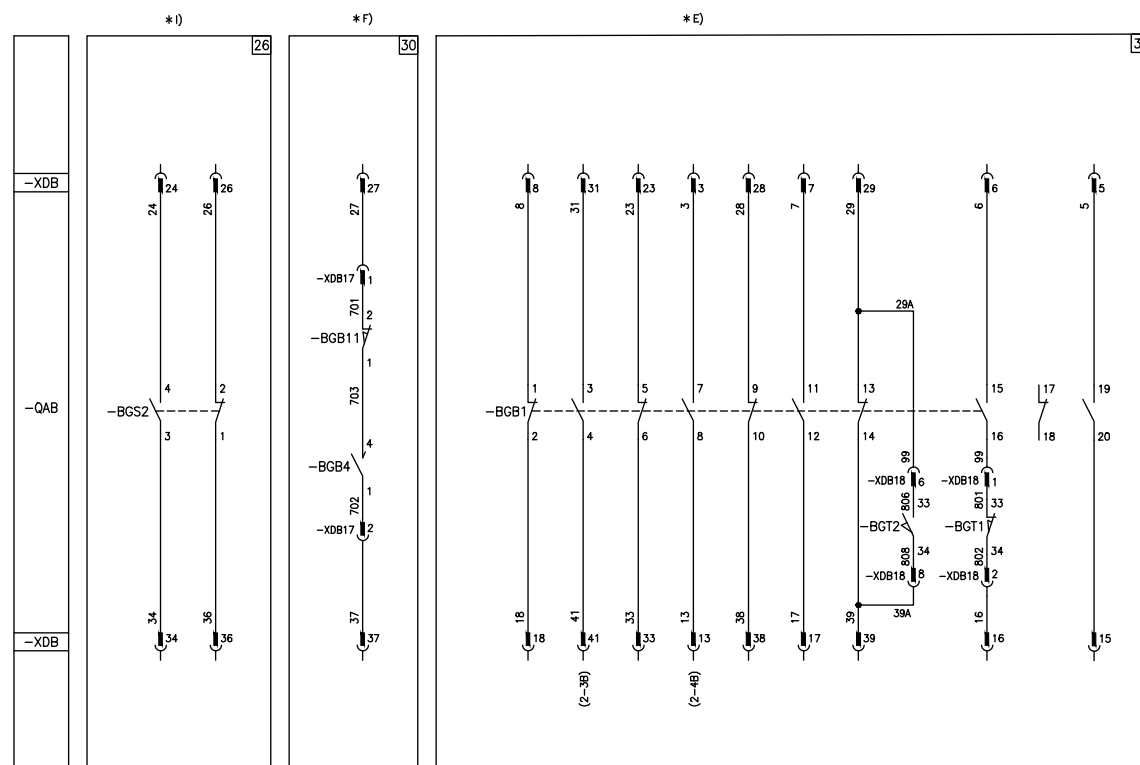 *I) *F) *E)
26 30 3
-XDB 24 26 27 8 31 23 3 28 7 29 6 5
24 26 27 8 31 23 3 28 7 29 6 5
-XDB17 1
701 29A
2
-BGB11
1
4 2 703 1 3 5 7 9 11 13 15 17 19
-QAB -BGS2 -BGB1
3 1 2 4 6 8 10 12 14 16 18 20
4 99 99
-BGB4 -XDB18 6 -XDB18 1
1 806 33 801 33
702 -BGT2 -BGT1
-XDB17 2 808 34 802 34
-XDB18 8 -XDB18 2
34 36 37 18 41 33 13 38 17 39 39A 16
-XDB 34 36 37 18 41 33 13 38 17 39 16 15
(2-3B) (2-4B)